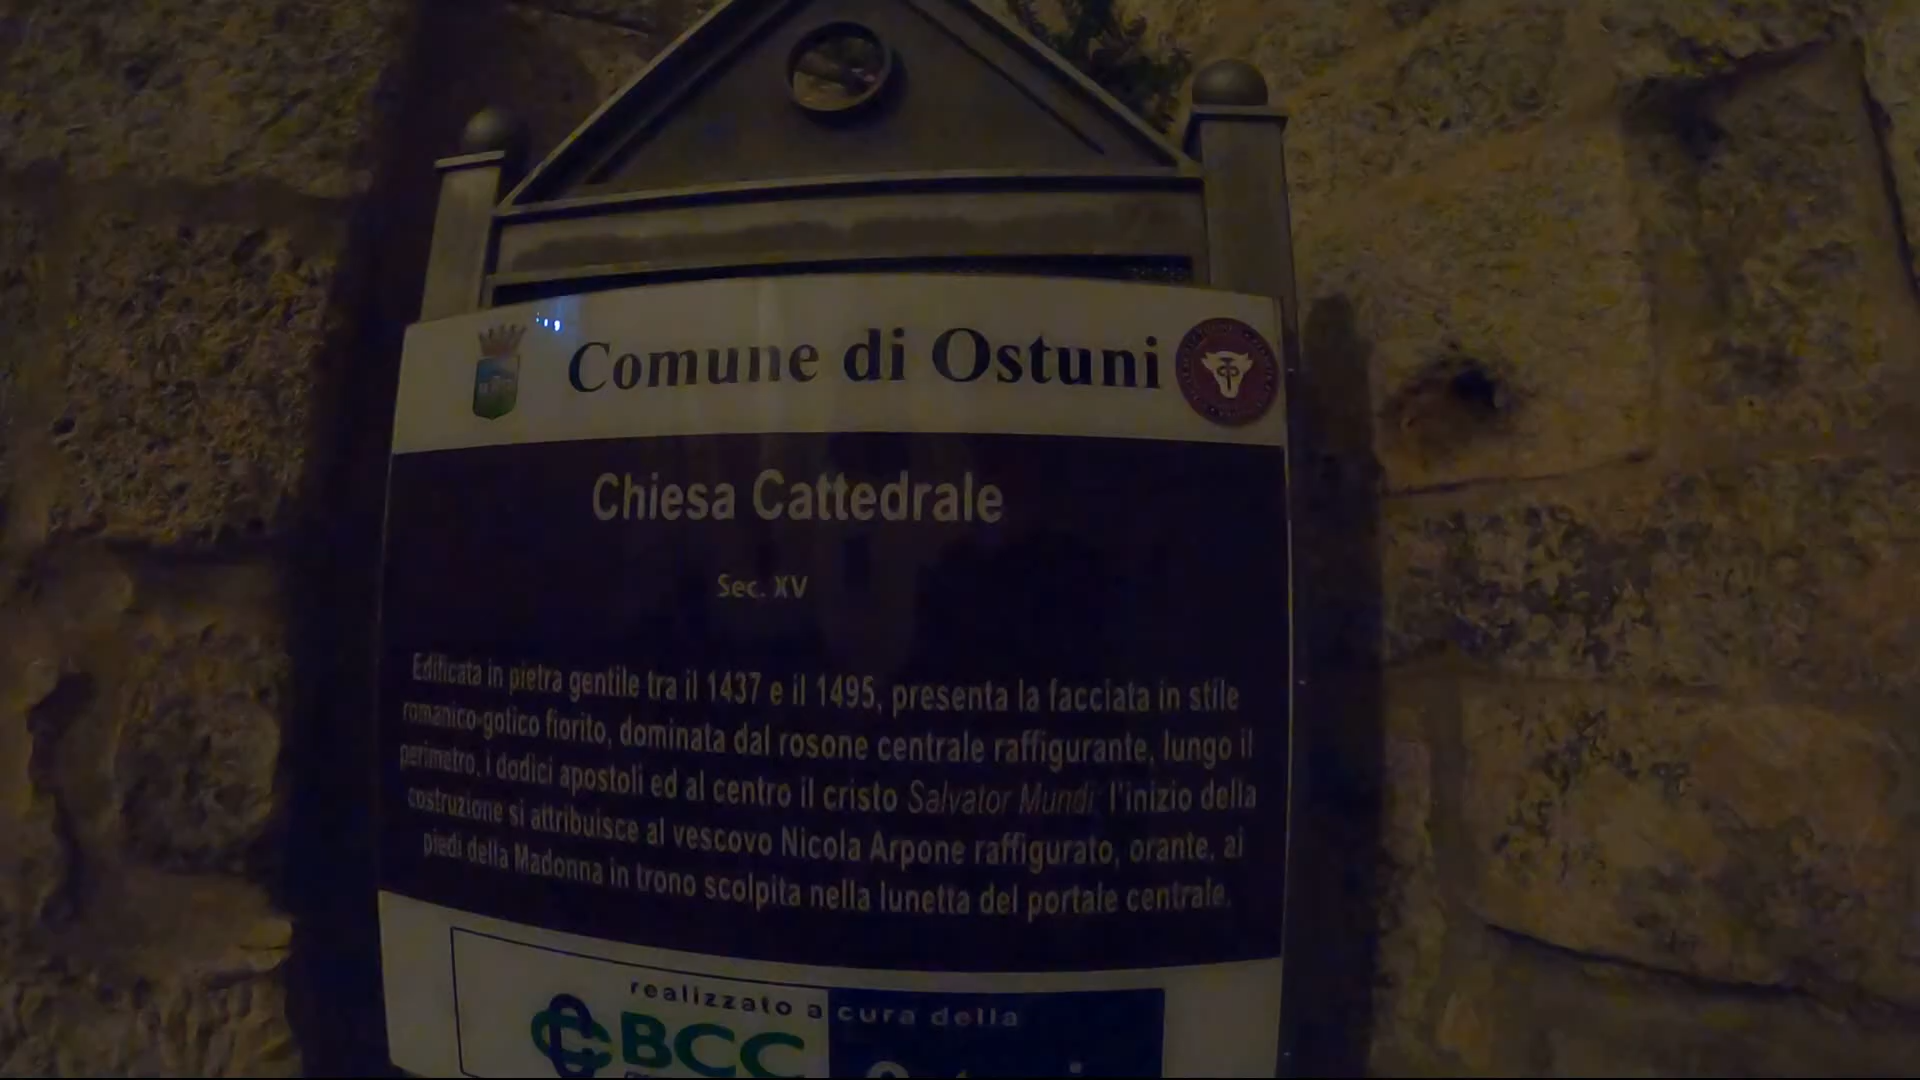 Comune di Ostuni
Chiesa Cattedrale
Sec. XV
Edificata in pietra gentile tra il 1437 e il 1495, presenta la facciata in stile
romanico-gotico fiorito, dominata dal rosone centrale raffigurante, lungo il
perimetro, i dodici apostoli ed al centro il cristo Salvator Mundi; l'inizio della
costruzione si attribuisce al vescovo Nicola Arpone raffigurato, orante, ai
piedi della Madonna in trono scolpita nella lunetta del portale centrale.
realizzato a cura della
BCC